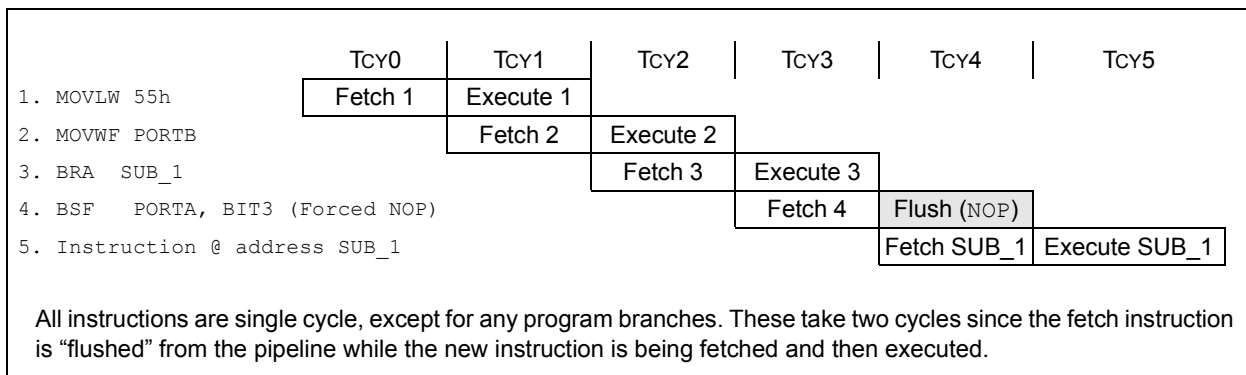 TCY0 TCY1 TCY2 TCY3 TCY4 TCY5
1. MOVLW 55h Fetch 1 Execute 1
2. MOVWF PORTB Fetch 2 Execute 2
3. BRA SUB_1 Fetch 3 Execute 3
4. BSF PORTA, BIT3 (Forced NOP) Fetch 4 Flush (NOP)
5. Instruction @ address SUB_1 Fetch SUB_1 Execute SUB_1
All instructions are single cycle, except for any program branches. These take two cycles since the fetch instruction
is “flushed” from the pipeline while the new instruction is being fetched and then executed.